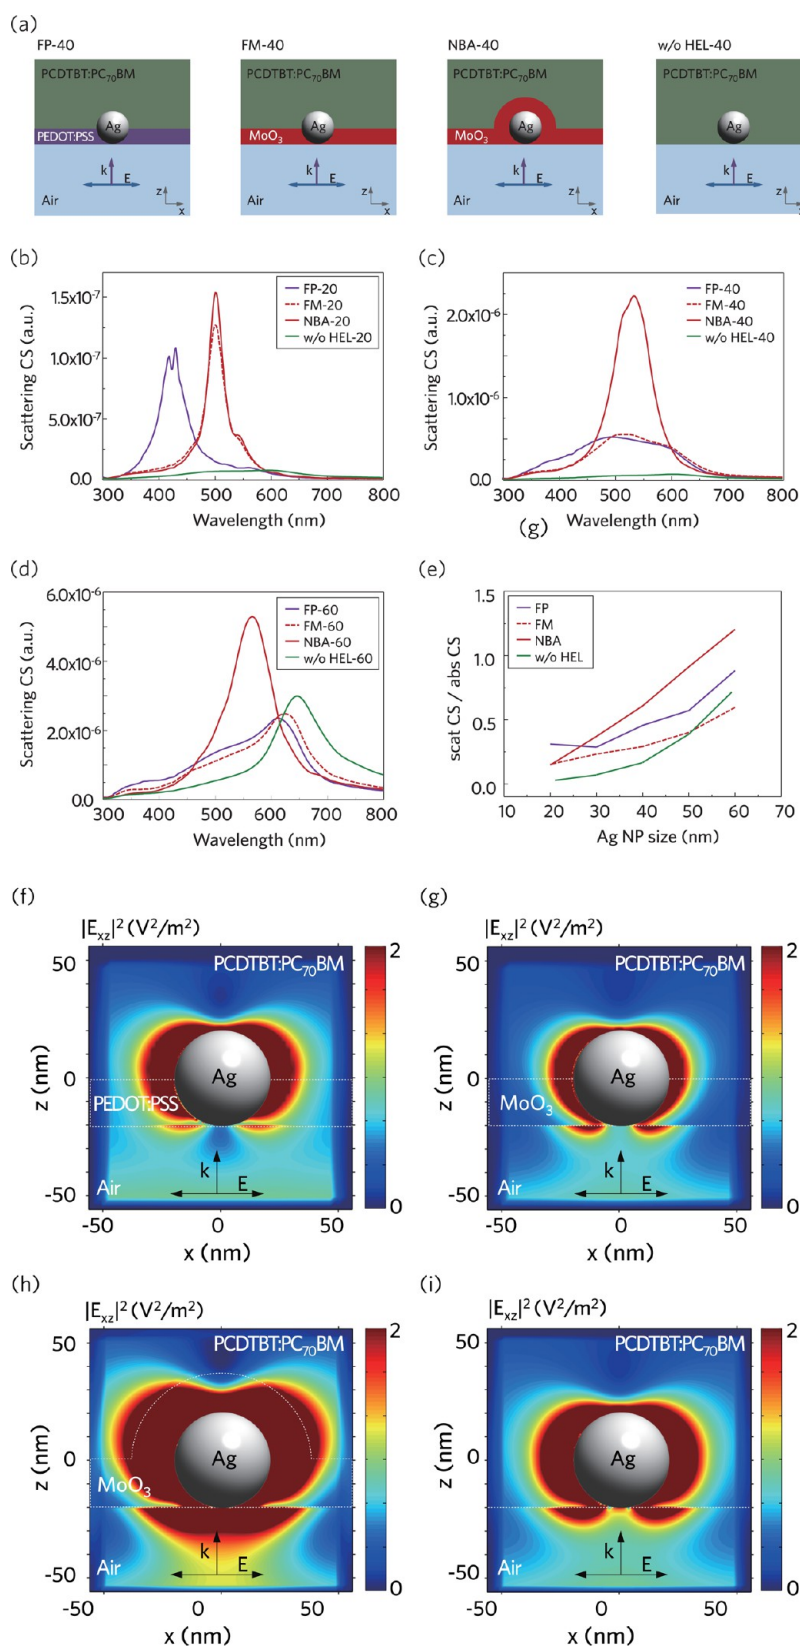 (a)
FP-40 FM-40 NBA-40 w/o HEL-40
PCDTBT:PC70BM PCDTBT:PC70BM PCDTBT:PC70BM PCDTBT:PC70BM
Ag Ag Ag Ag
PEDOT:PSS MoO3 MoO3
k E k E k E k E
Air z x Air z x Air z x Air z x
(b)
Scattering CS (a.u.)
1.5x10-7
1.0x10-7
5.0x10-7
0.0
FP-20
FM-20
NBA-20
w/o HEL-20
300 400 500 600 700 800
Wavelength (nm)
(c)
Scattering CS (a.u.)
2.0x10-6
1.0x10-6
0.0
FP-40
FM-40
NBA-40
w/o HEL-40
300 400 500 600 700 800
Wavelength (nm)
(g)
(d)
Scattering CS (a.u.)
6.0x10-6
4.0x10-6
2.0x10-6
0.0
FP-60
FM-60
NBA-60
w/o HEL-60
300 400 500 600 700 800
Wavelength (nm)
(e)
scat CS / abs CS
1.5
1.0
0.5
0.0
FP
FM
NBA
w/o HEL
10 20 30 40 50 60 70
Ag NP size (nm)
(f)
|Exz|2 (V2/m2)
PCDTBT:PC70BM
2
50
z (nm)
0
Ag
PEDOT:PSS
k
E
Air
-50
0
-50 0 50
x (nm)
(g)
|Exz|2 (V2/m2)
PCDTBT:PC70BM
2
50
z (nm)
0
Ag
MoO3
k
E
Air
-50
0
-50 0 50
x (nm)
(h)
|Exz|2 (V2/m2)
PCDTBT:PC70BM
2
50
z (nm)
0
Ag
MoO3
k
E
Air
-50
0
-50 0 50
x (nm)
(i)
|Exz|2 (V2/m2)
PCDTBT:PC70BM
2
50
z (nm)
0
Ag
k
E
Air
-50
0
-50 0 50
x (nm)